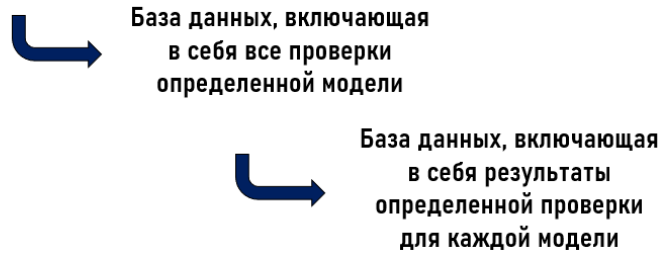 База данных, включающая
в себя все проверки
определенной модели
База данных, включающая
в себя результаты
определенной проверки
для каждой модели